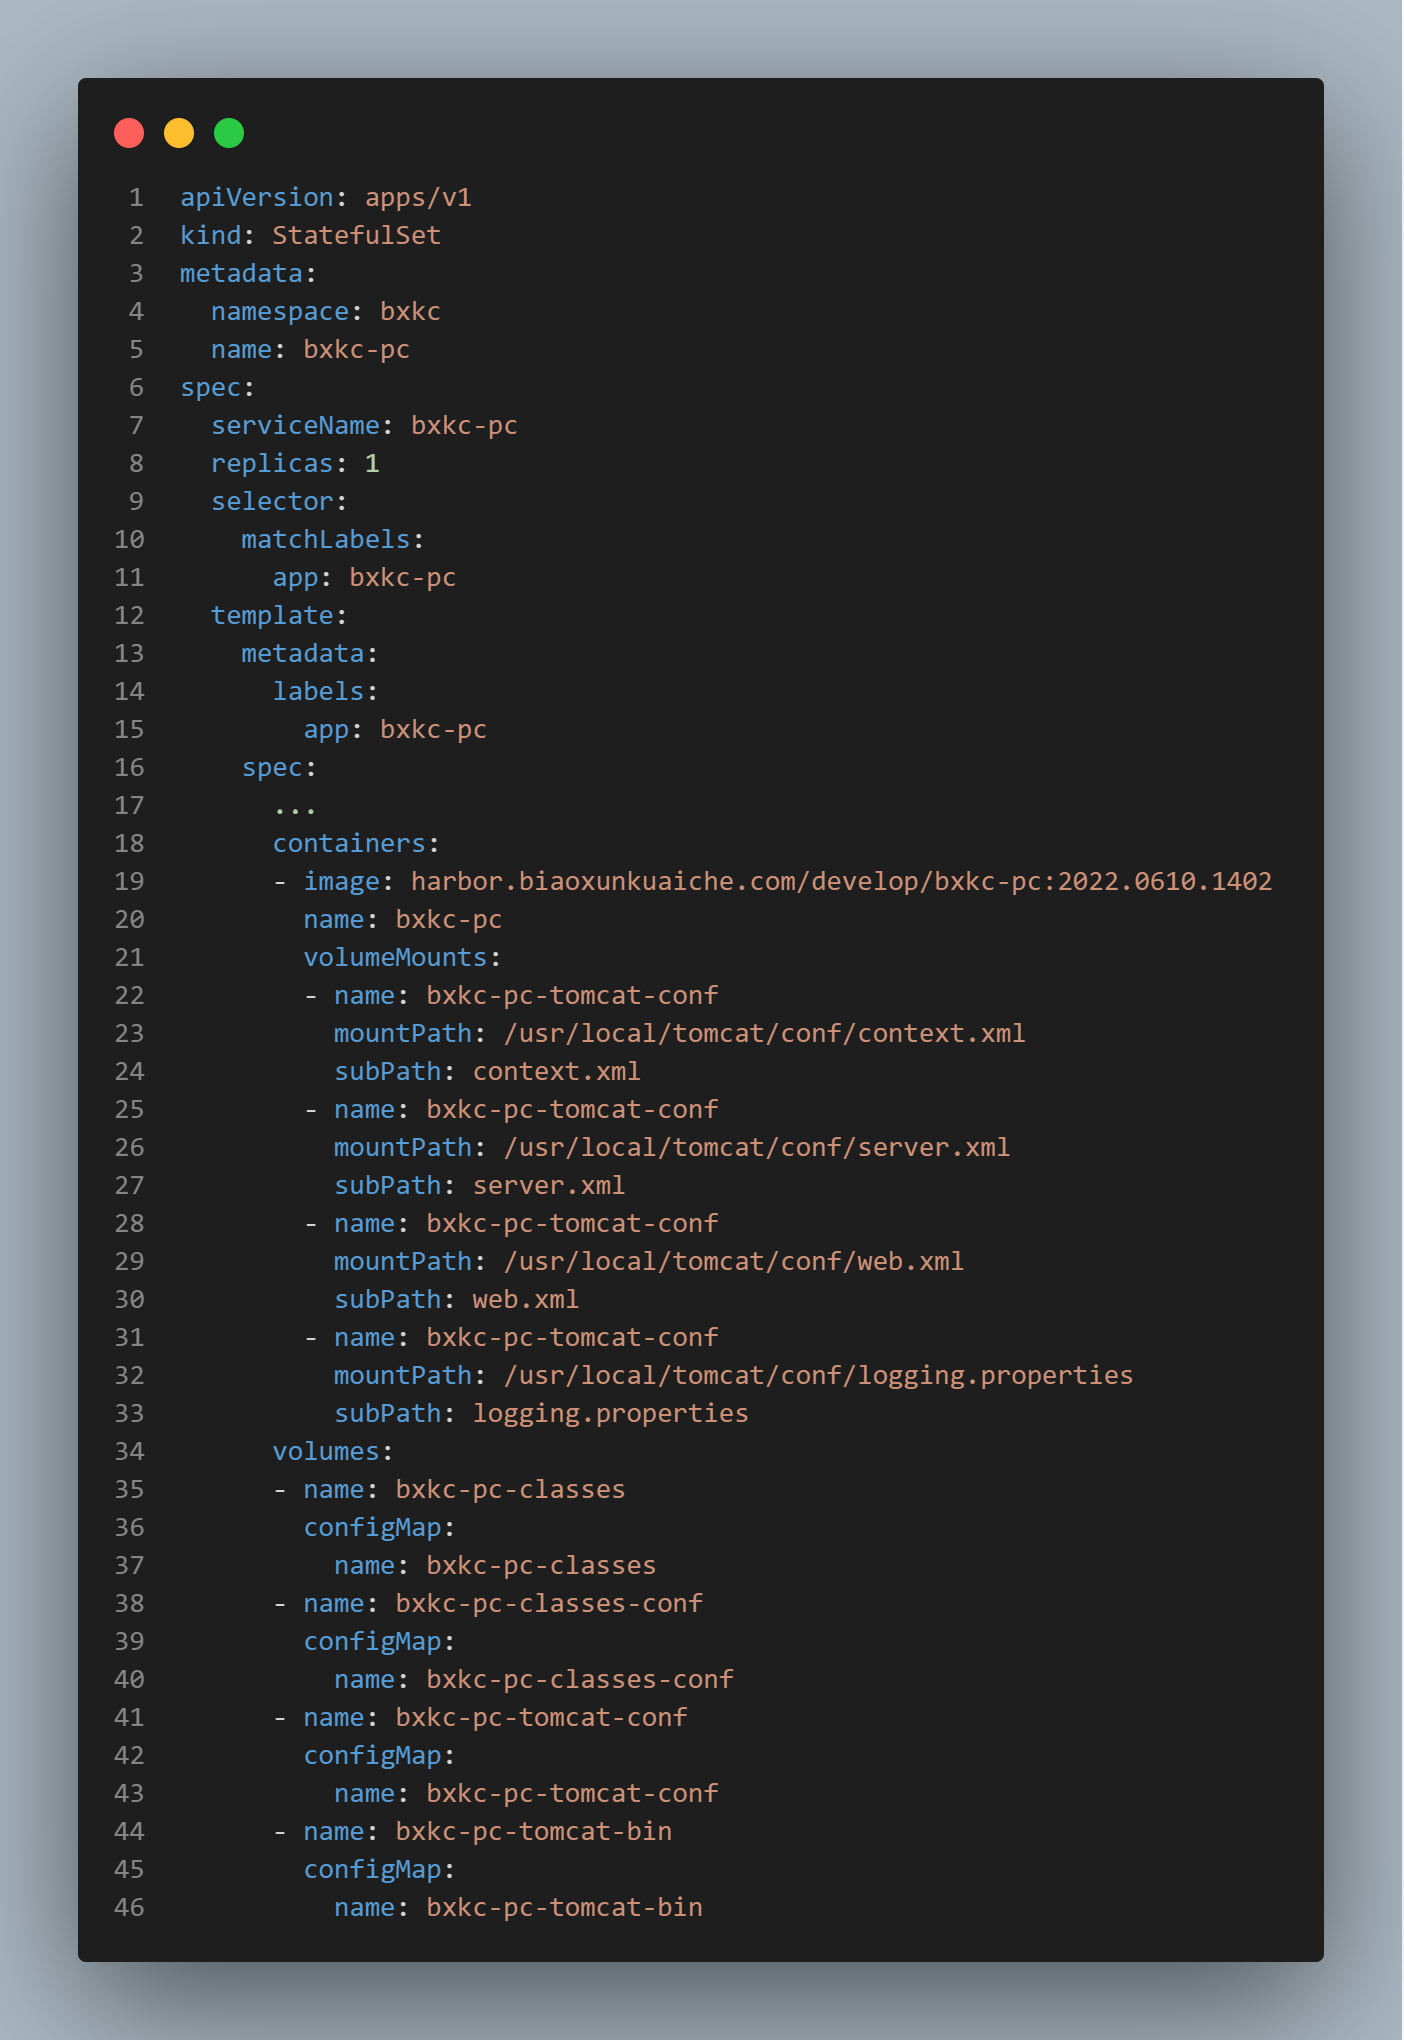 1 apiVersion: apps/v1
2 kind: StatefulSet
3 metadata:
4   namespace: bxkc
5   name: bxkc-pc
6 spec:
7   serviceName: bxkc-pc
8   replicas: 1
9   selector:
10     matchLabels:
11       app: bxkc-pc
12   template:
13     metadata:
14       labels:
15         app: bxkc-pc
16     spec:
17       ...
18       containers:
19       - image: harbor.biaoxunkuaiche.com/develop/bxkc-pc:2022.0610.1402
20         name: bxkc-pc
21         volumeMounts:
22         - name: bxkc-pc-tomcat-conf
23           mountPath: /usr/local/tomcat/conf/context.xml
24           subPath: context.xml
25         - name: bxkc-pc-tomcat-conf
26           mountPath: /usr/local/tomcat/conf/server.xml
27           subPath: server.xml
28         - name: bxkc-pc-tomcat-conf
29           mountPath: /usr/local/tomcat/conf/web.xml
30           subPath: web.xml
31         - name: bxkc-pc-tomcat-conf
32           mountPath: /usr/local/tomcat/conf/logging.properties
33           subPath: logging.properties
34       volumes:
35       - name: bxkc-pc-classes
36         configMap:
37           name: bxkc-pc-classes
38       - name: bxkc-pc-classes-conf
39         configMap:
40           name: bxkc-pc-classes-conf
41       - name: bxkc-pc-tomcat-conf
42         configMap:
43           name: bxkc-pc-tomcat-conf
44       - name: bxkc-pc-tomcat-bin
45         configMap:
46           name: bxkc-pc-tomcat-bin